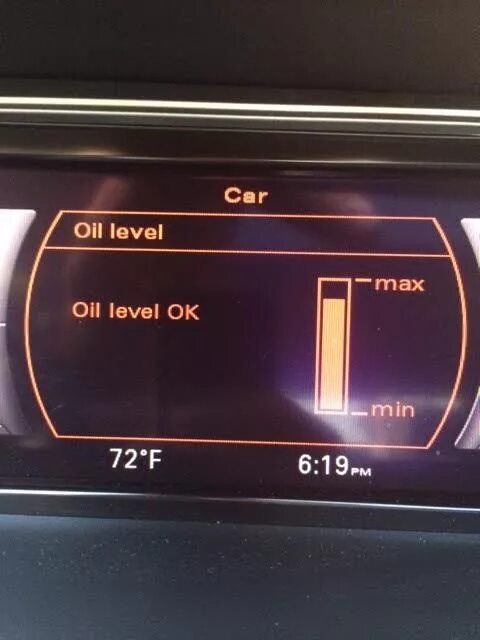 Car
Oil level
max
Oil level OK
min
72°F
6:19PM